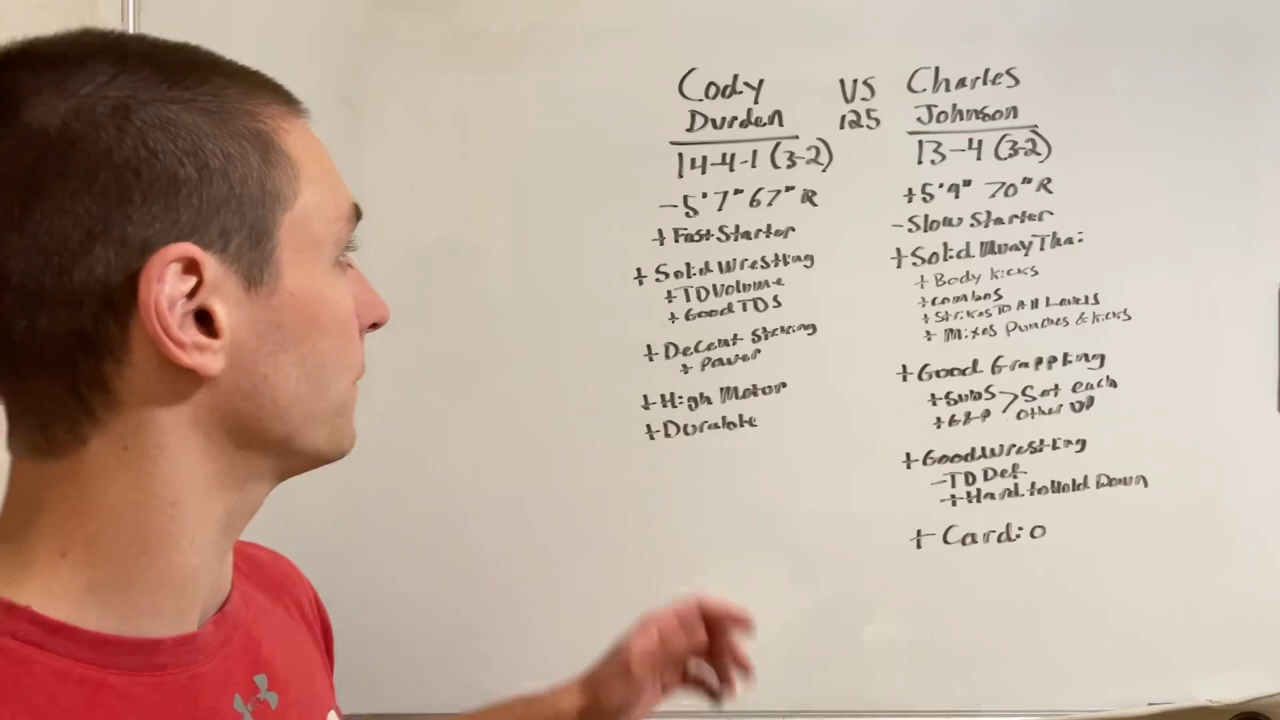 Cody VS Charles
Durden 125 Johnson
14-4-1 (3-2)
-5'7" 67" R
+Fast Starter
+Solid Wrestling
+TD Volume
+Good TDS
+Decent Striking
+Power
+High Motor
+Durable
13-4 (3-2)
+5'9" 70" R
-Slow Starter
+Solid Muay Thai
+Body kicks
+combos
+Strikes To All Levels
+Mixes Punches & kicks
+Good Grappling
+Subs > Set each
+G&P other up
+Good Wrestling
-TD Def
+Hard to Hold Down
+Cardio